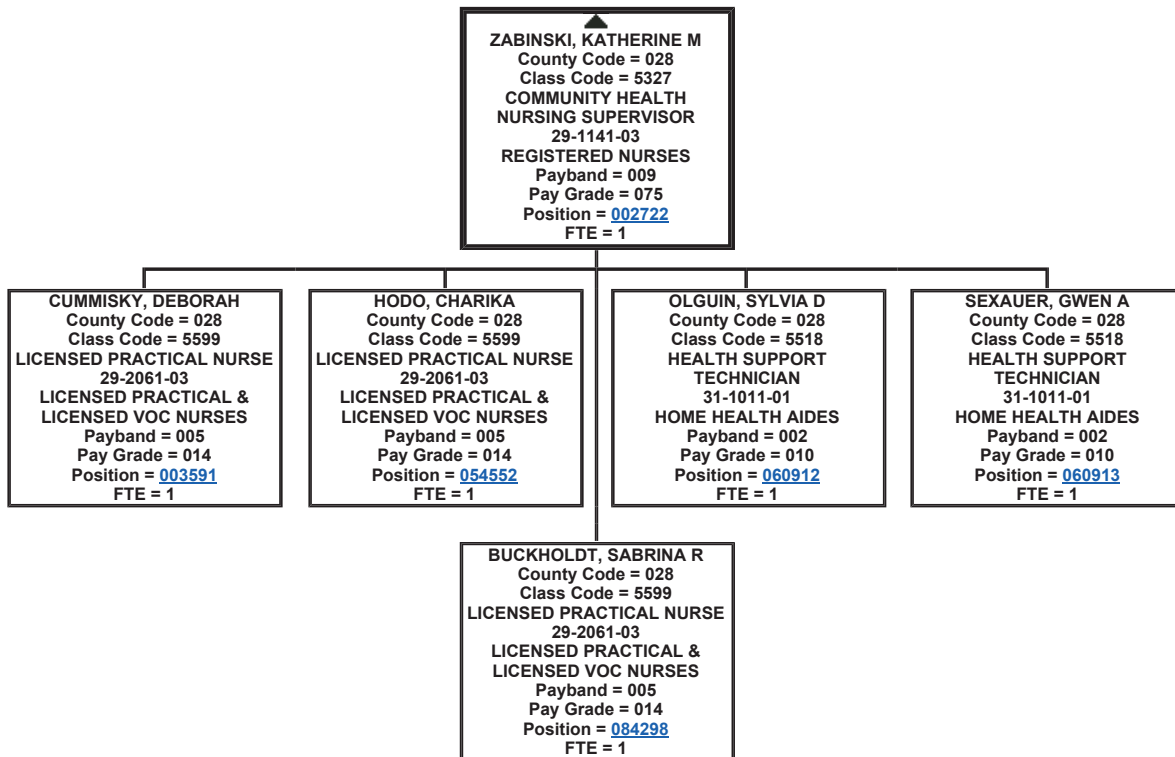 ZABINSKI, KATHERINE M
County Code = 028
Class Code = 5327
COMMUNITY HEALTH
NURSING SUPERVISOR
29-1141-03
REGISTERED NURSES
Payband = 009
Pay Grade = 075
Position = 002722
FTE = 1
CUMMISKY, DEBORAH
County Code = 028
Class Code = 5599
LICENSED PRACTICAL NURSE
29-2061-03
LICENSED PRACTICAL &
LICENSED VOC NURSES
Payband = 005
Pay Grade = 014
Position = 003591
FTE = 1
HODO, CHARIKA
County Code = 028
Class Code = 5599
LICENSED PRACTICAL NURSE
29-2061-03
LICENSED PRACTICAL &
LICENSED VOC NURSES
Payband = 005
Pay Grade = 014
Position = 054552
FTE = 1
OLGUIN, SYLVIA D
County Code = 028
Class Code = 5518
HEALTH SUPPORT
TECHNICIAN
31-1011-01
HOME HEALTH AIDES
Payband = 002
Pay Grade = 010
Position = 060912
FTE = 1
SEXAUER, GWEN A
County Code = 028
Class Code = 5518
HEALTH SUPPORT
TECHNICIAN
31-1011-01
HOME HEALTH AIDES
Payband = 002
Pay Grade = 010
Position = 060913
FTE = 1
BUCKHOLDT, SABRINA R
County Code = 028
Class Code = 5599
LICENSED PRACTICAL NURSE
29-2061-03
LICENSED PRACTICAL &
LICENSED VOC NURSES
Payband = 005
Pay Grade = 014
Position = 084298
FTE = 1